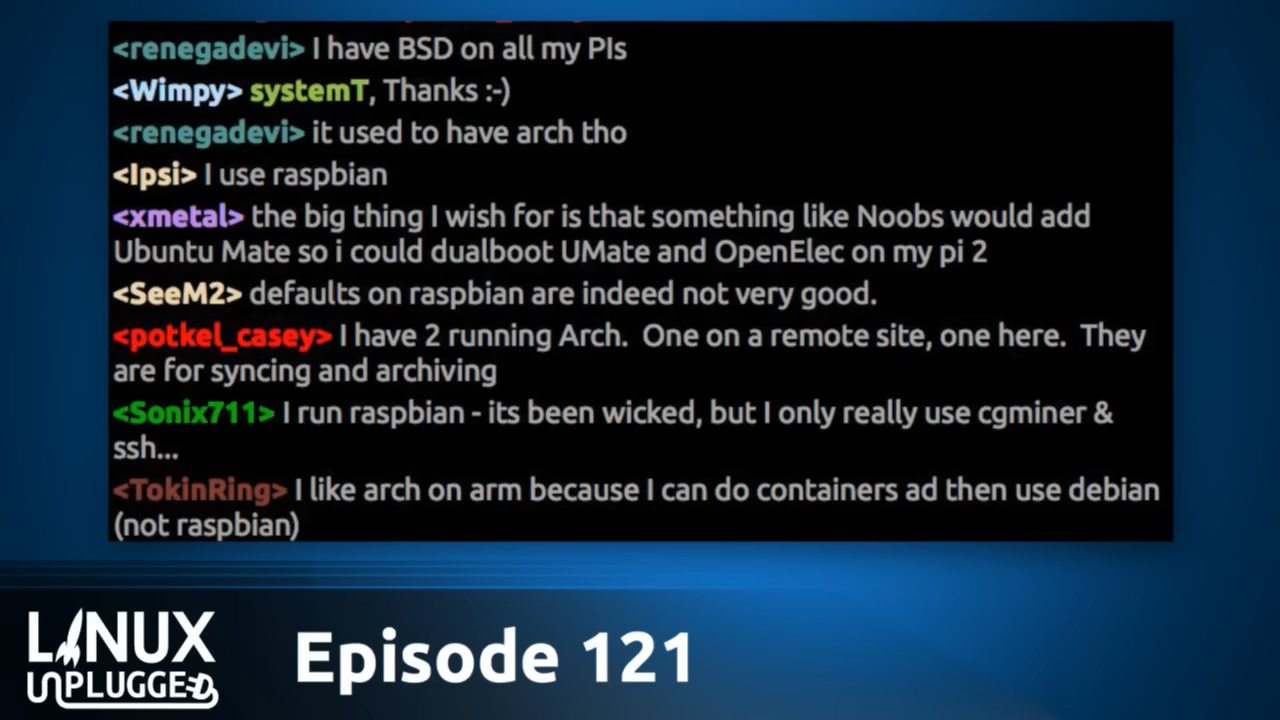 <renegadevi> I have BSD on all my PIs
<Wimpy> systemT, Thanks :-)
<renegadevi> it used to have arch tho
<Ipsi> I use raspbian
<xmetal> the big thing I wish for is that something like Noobs would add
Ubuntu Mate so i could dualboot UMate and OpenElec on my pi 2
<SeeM2> defaults on raspbian are indeed not very good.
<potkel_casey> I have 2 running Arch.  One on a remote site, one here.  They
are for syncing and archiving
<Sonix711> I run raspbian - its been wicked, but I only really use cgminer &
ssh...
<TokinRing> I like arch on arm because I can do containers ad then use debian
(not raspbian)
LINUX
UNPLUGGED
Episode 121